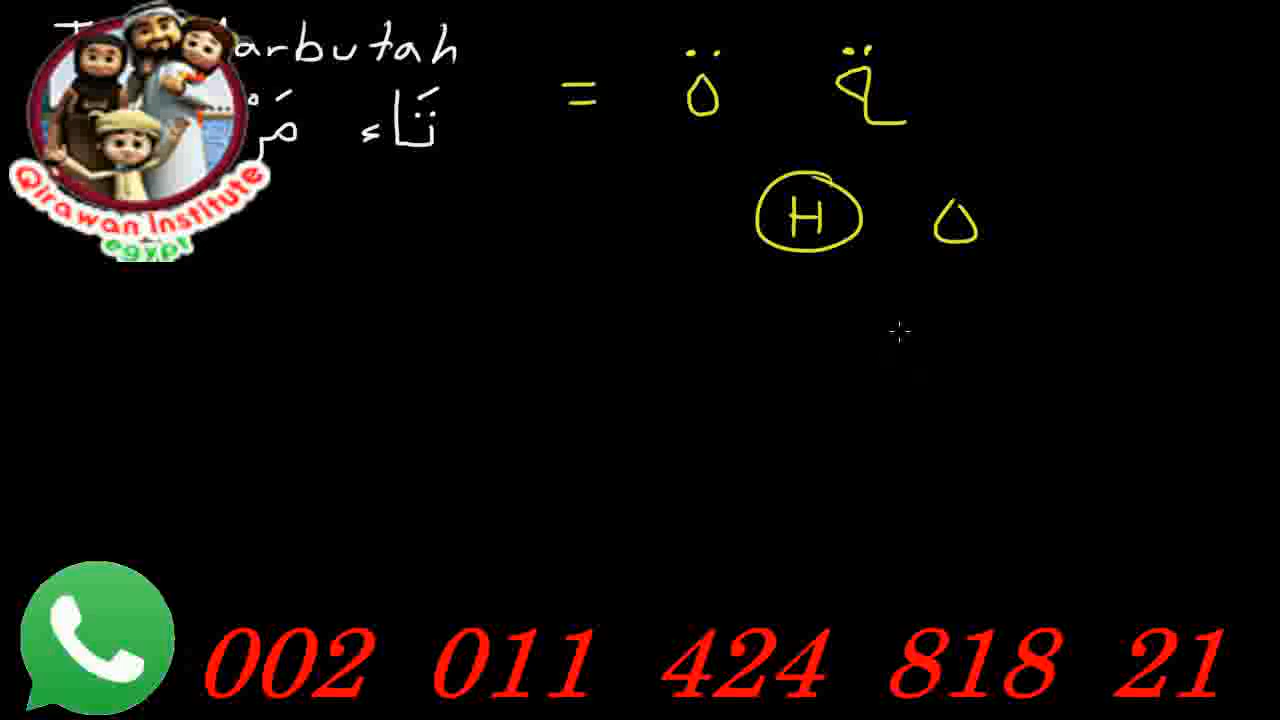 arbutah
تَاء مَرْ
= ة ـة
H ه
Qirawan institute
egypt
002 011 424 818 21